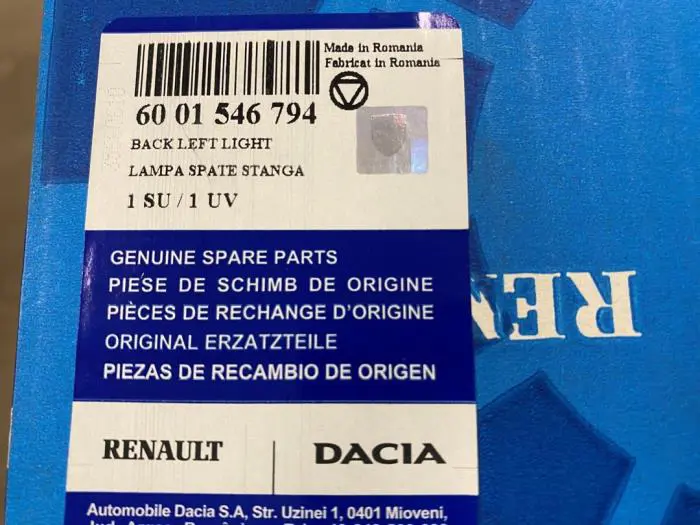 Made in Romania
Fabricat in Romania
60 01 546 794
BACK LEFT LIGHT
LAMPA SPATE STANGA
1 SU / 1 UV
GENUINE SPARE PARTS
PIESE DE SCHIMB DE ORIGINE
PIÈCES DE RECHANGE D'ORIGINE
ORIGINAL ERZATZTEILE
PIEZAS DE RECAMBIO DE ORIGEN
RENAULT
DACIA
Automobile Dacia S.A, Str. Uzinei 1, 0401 Mioveni,
REN